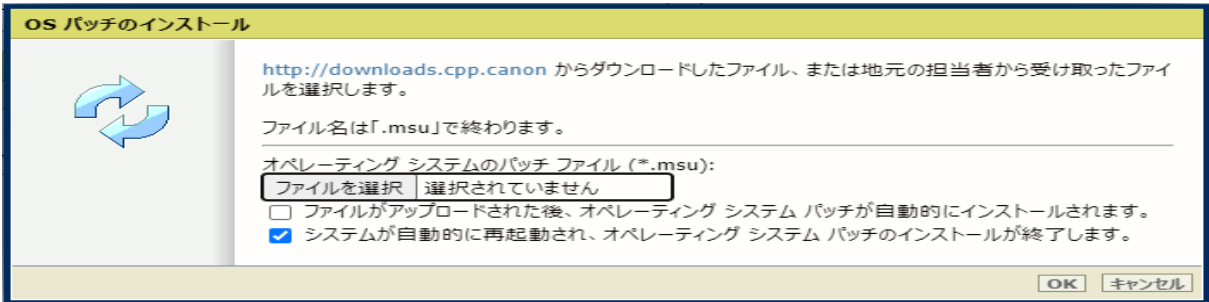 OS パッチのインストール
http://downloads.cpp.canon からダウンロードしたファイル、または地元の担当者から受け取ったファイ
ルを選択します。
ファイル名は「.msu」で終わります。
オペレーティング システムのパッチ ファイル (*.msu):
ファイルを選択 選択されていません
ファイルがアップロードされた後、オペレーティング システム パッチが自動的にインストールされます。
システムが自動的に再起動され、オペレーティング システム パッチのインストールが終了します。
OK キャンセル